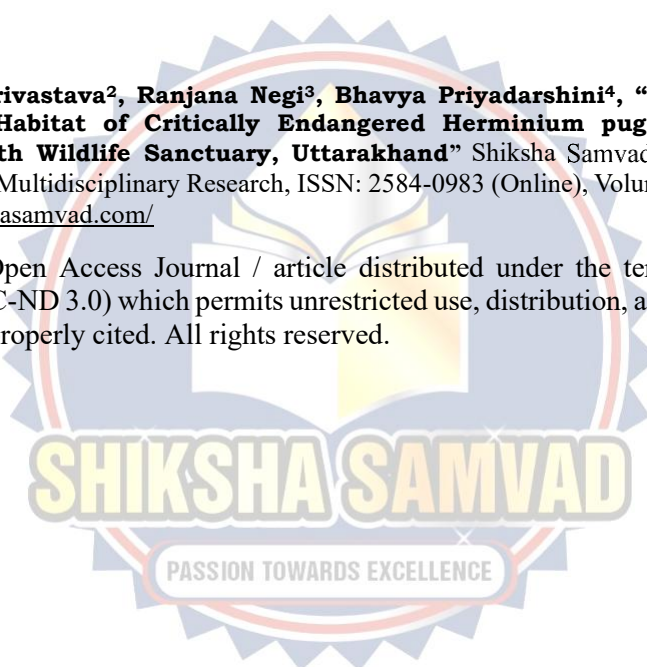 rivastava², Ranjana Negi³, Bhavya Priyadarshini⁴, “
Habitat of Critically Endangered Herminium pug
th Wildlife Sanctuary, Uttarakhand” Shiksha Samvad
Multidisciplinary Research, ISSN: 2584-0983 (Online), Volu
asamvad.com/
Open Access Journal / article distributed under the ter
C-ND 3.0) which permits unrestricted use, distribution, a
roperly cited. All rights reserved.
SHIKSHA SAMVAD
PASSION TOWARDS EXCELLENCE